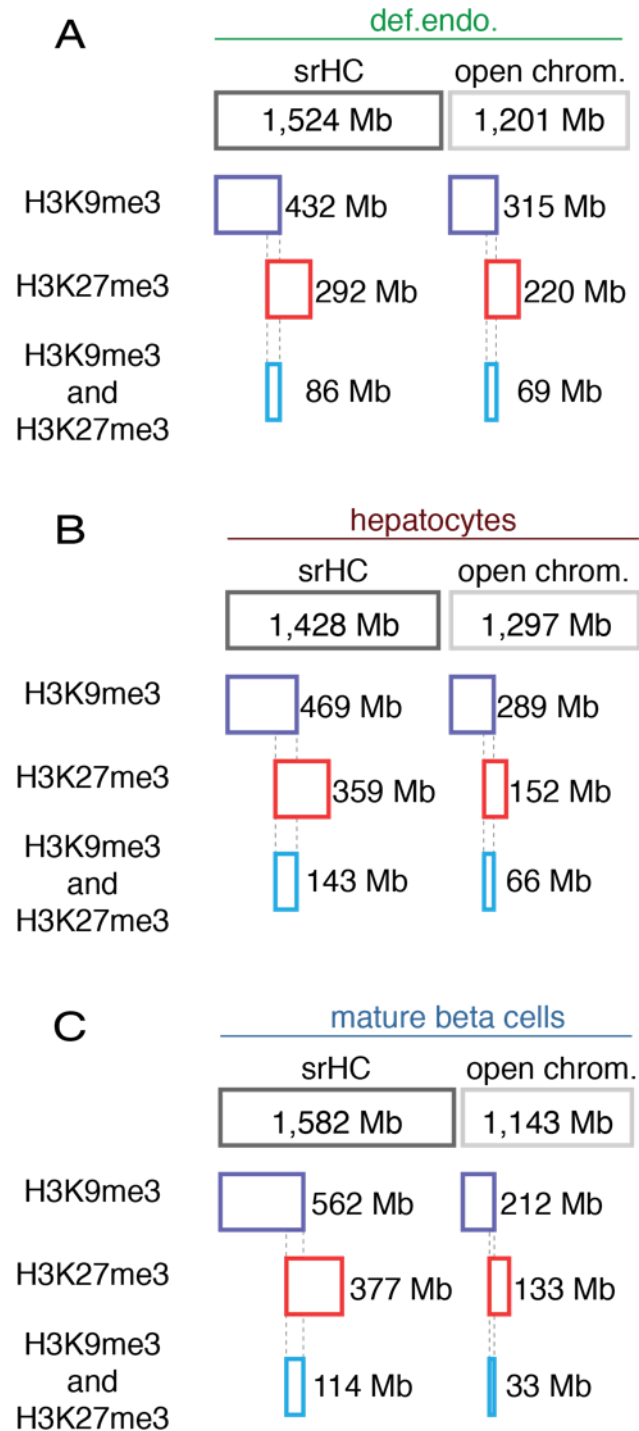 A
def.endo.
srHC open chrom.
1,524 Mb 1,201 Mb
H3K9me3 432 Mb 315 Mb
H3K27me3 292 Mb 220 Mb
H3K9me3
and 86 Mb 69 Mb
H3K27me3
B
hepatocytes
srHC open chrom.
1,428 Mb 1,297 Mb
H3K9me3 469 Mb 289 Mb
H3K27me3 359 Mb 152 Mb
H3K9me3
and 143 Mb 66 Mb
H3K27me3
C
mature beta cells
srHC open chrom.
1,582 Mb 1,143 Mb
H3K9me3 562 Mb 212 Mb
H3K27me3 377 Mb 133 Mb
H3K9me3
and 114 Mb 33 Mb
H3K27me3